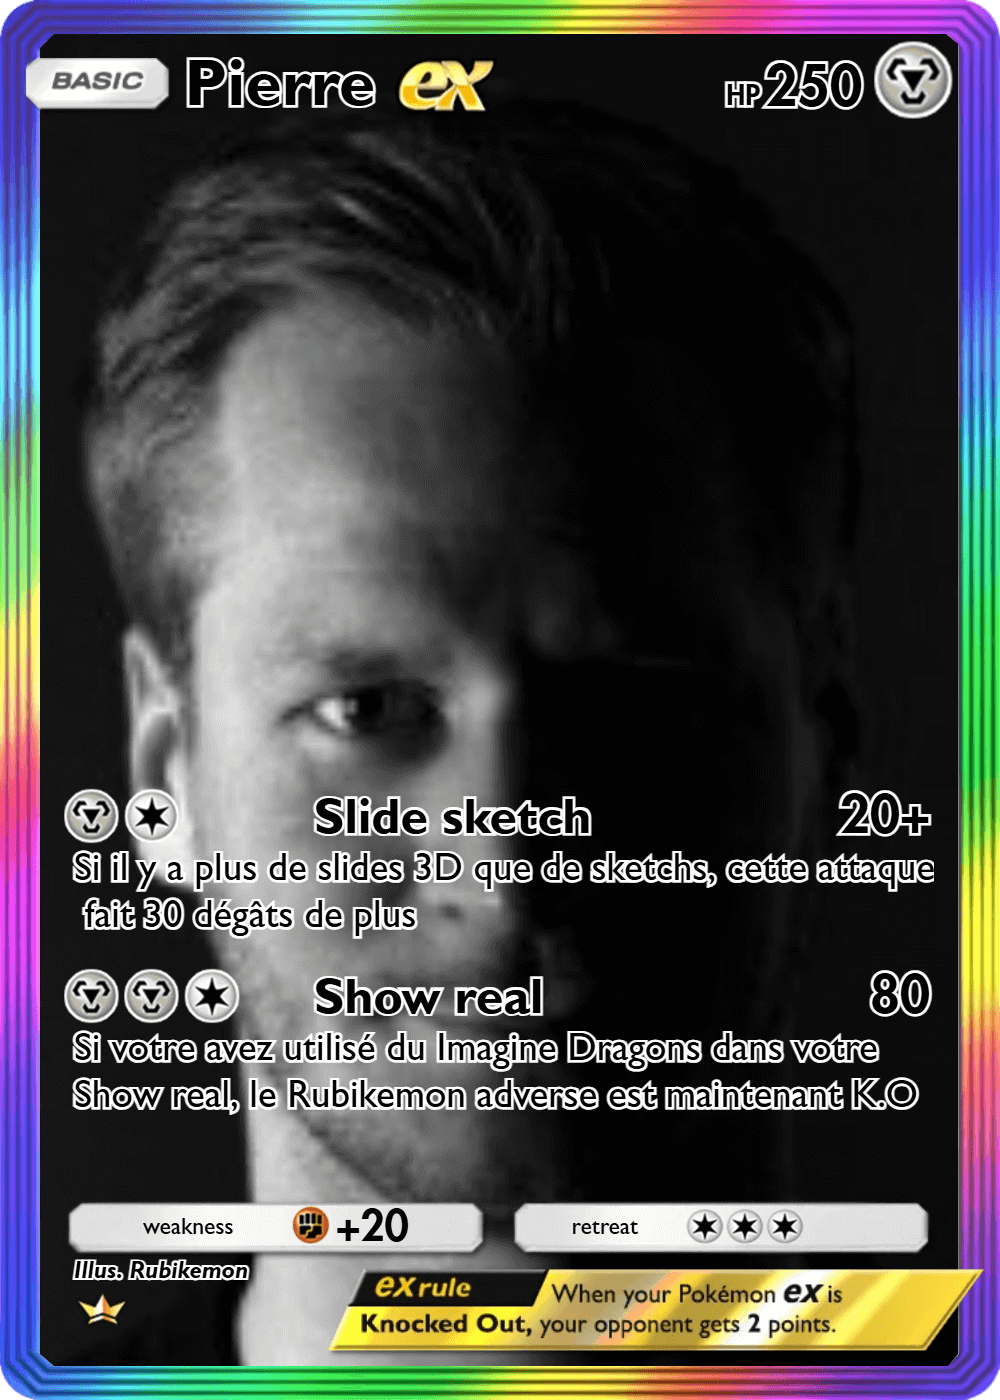 BASIC Pierre ex HP 250
Slide sketch 20+
Si il y a plus de slides 3D que de sketchs, cette attaque
fait 30 dégâts de plus
Show real 80
Si votre avez utilisé du Imagine Dragons dans votre
Show real, le Rubikemon adverse est maintenant K.O
weakness +20 retreat
Illus. Rubikemon
ex rule When your Pokémon ex is
Knocked Out, your opponent gets 2 points.